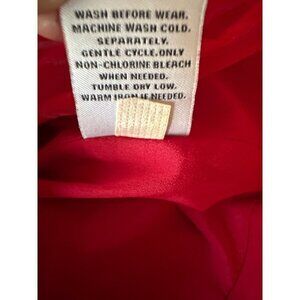 WASH BEFORE WEAR.
MACHINE WASH COLD.
SEPARATELY.
GENTLE CYCLE.ONLY
NON-CHLORINE BLEACH
WHEN NEEDED.
TUMBLE DRY LOW.
WARM IRON IF NEEDED.